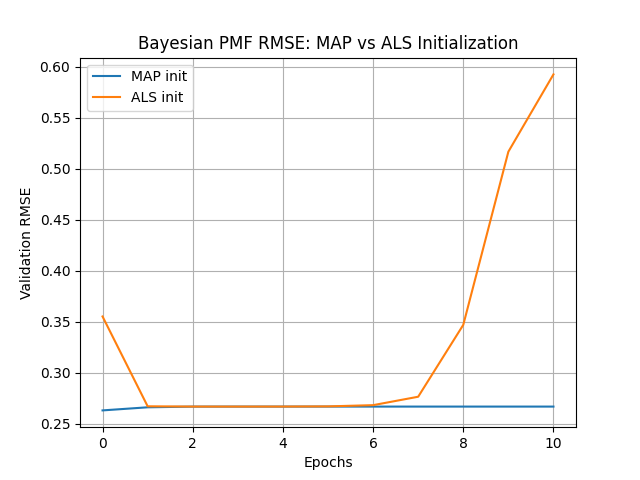 Bayesian PMF RMSE: MAP vs ALS Initialization
MAP init
ALS init
Validation RMSE
0.60
0.55
0.50
0.45
0.40
0.35
0.30
0.25
0 2 4 6 8 10
Epochs